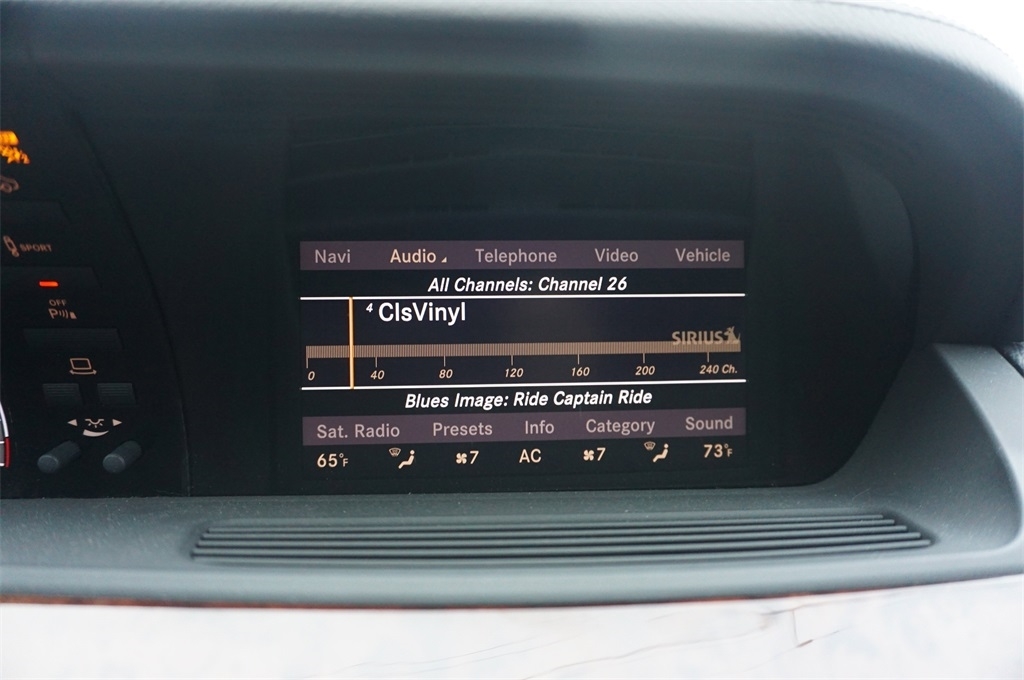 Navi Audio Telephone Video Vehicle
All Channels: Channel 26
4 ClsVinyl
SIRIUS
0 40 80 120 160 200 240 Ch.
Blues Image: Ride Captain Ride
Sat. Radio Presets Info Category Sound
65°F 7 AC 7 73°F
SPORT
OFF
P